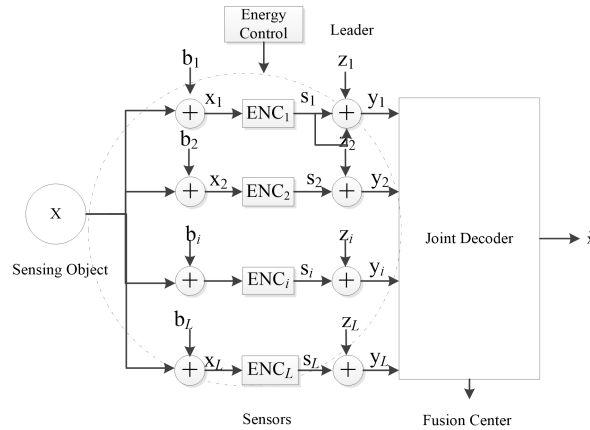 Energy
Control
Leader
b1
z1
x1
ENC1
s1
y1
b2
z2
x2
ENC2
s2
y2
X
Sensing Object
Joint Decoder
bi
zi
ENCi
si
yi
bL
zL
xL
ENCL
sL
yL
Sensors
Fusion Center